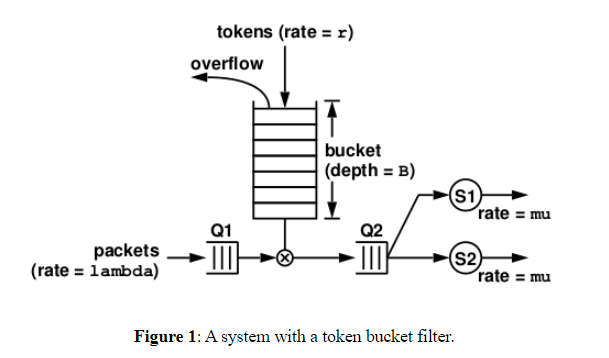 tokens (rate = r)
overflow
bucket
(depth = B)
S1
rate = mu
Q1
Q2
packets
(rate = lambda)
S2
rate = mu
Figure 1: A system with a token bucket filter.